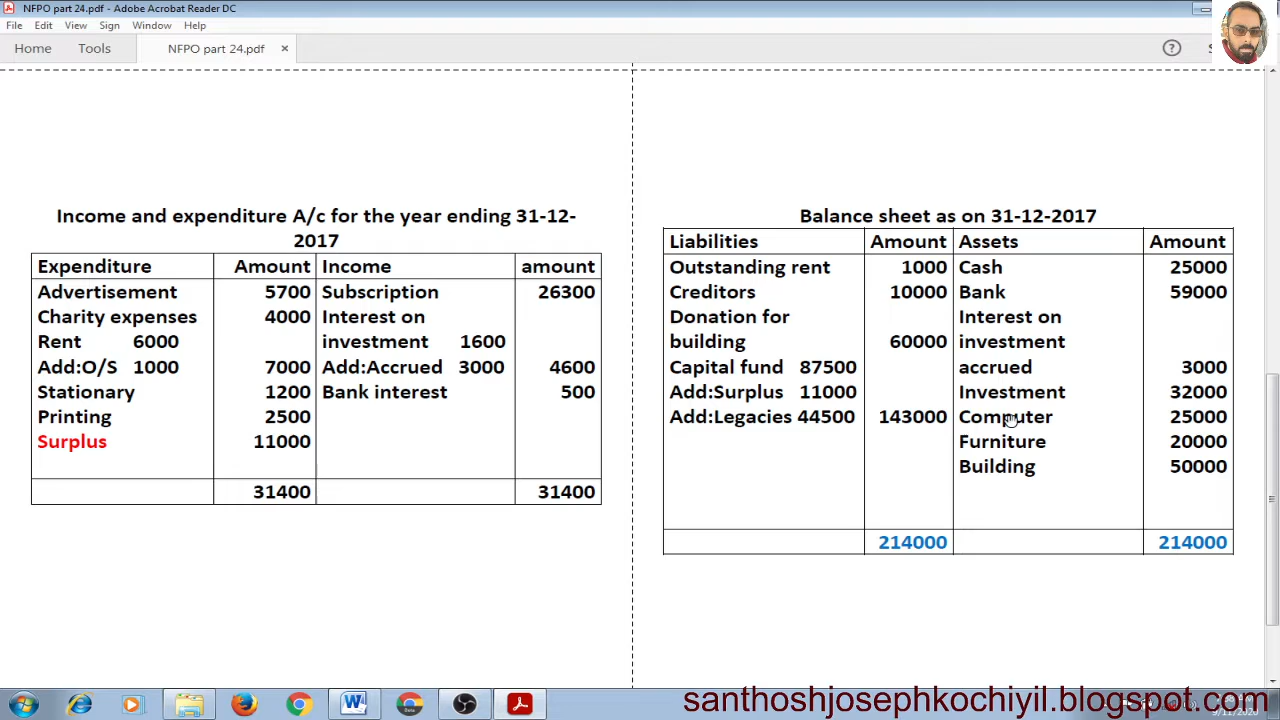 NFPO part 24.pdf - Adobe Acrobat Reader DC
File Edit View Sign Window Help
Home Tools NFPO part 24.pdf ×
Income and expenditure A/c for the year ending 31-12-
2017
Expenditure Amount Income amount
Advertisement 5700 Subscription 26300
Charity expenses 4000 Interest on
Rent 6000 investment 1600
Add:O/S 1000 7000 Add:Accrued 3000 4600
Stationary 1200 Bank interest 500
Printing 2500
Surplus 11000
31400 31400
Balance sheet as on 31-12-2017
Liabilities Amount Assets Amount
Outstanding rent 1000 Cash 25000
Creditors 10000 Bank 59000
Donation for Interest on
building 60000 investment
Capital fund 87500 accrued 3000
Add:Surplus 11000 Investment 32000
Add:Legacies 44500 143000 Computer 25000
Furniture 20000
Building 50000
214000 214000
santhoshjosephkochiyil.blogspot.com
9/11/2020